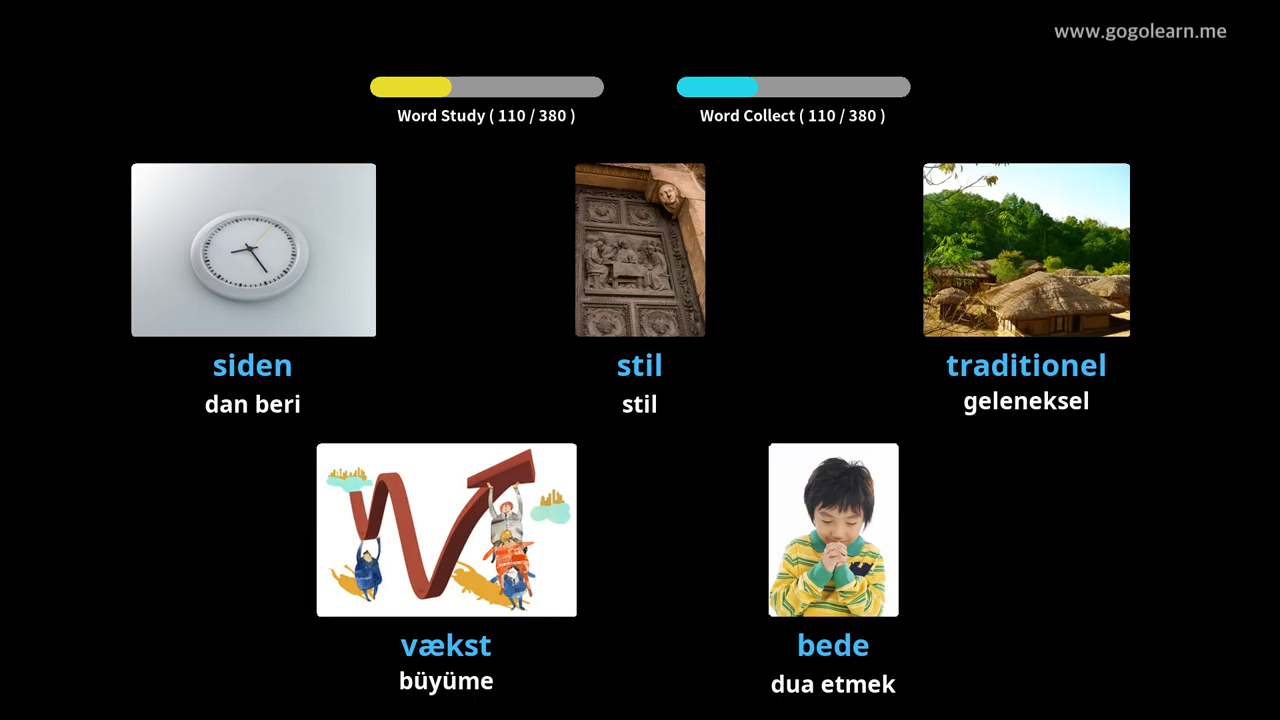 www.gogolearn.me
Word Study ( 110 / 380 )
Word Collect ( 110 / 380 )
siden
dan beri
stil
stil
traditionel
geleneksel
vækst
büyüme
bede
dua etmek